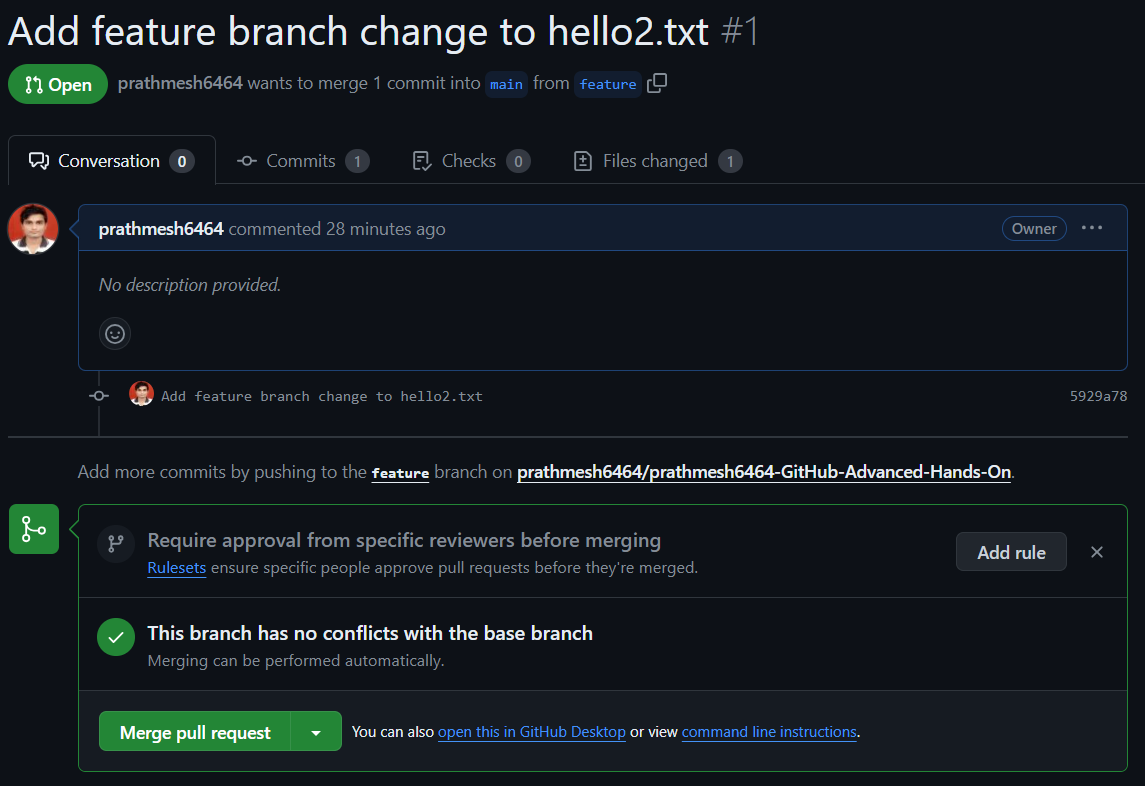 Add feature branch change to hello2.txt #1
Open prathmesh6464 wants to merge 1 commit into main from feature
Conversation 0 Commits 1 Checks 0 Files changed 1
prathmesh6464 commented 28 minutes ago Owner
No description provided.
Add feature branch change to hello2.txt 5929a78
Add more commits by pushing to the feature branch on prathmesh6464/prathmesh6464-GitHub-Advanced-Hands-On.
Require approval from specific reviewers before merging
Rulesets ensure specific people approve pull requests before they're merged.
Add rule
This branch has no conflicts with the base branch
Merging can be performed automatically.
Merge pull request You can also open this in GitHub Desktop or view command line instructions.